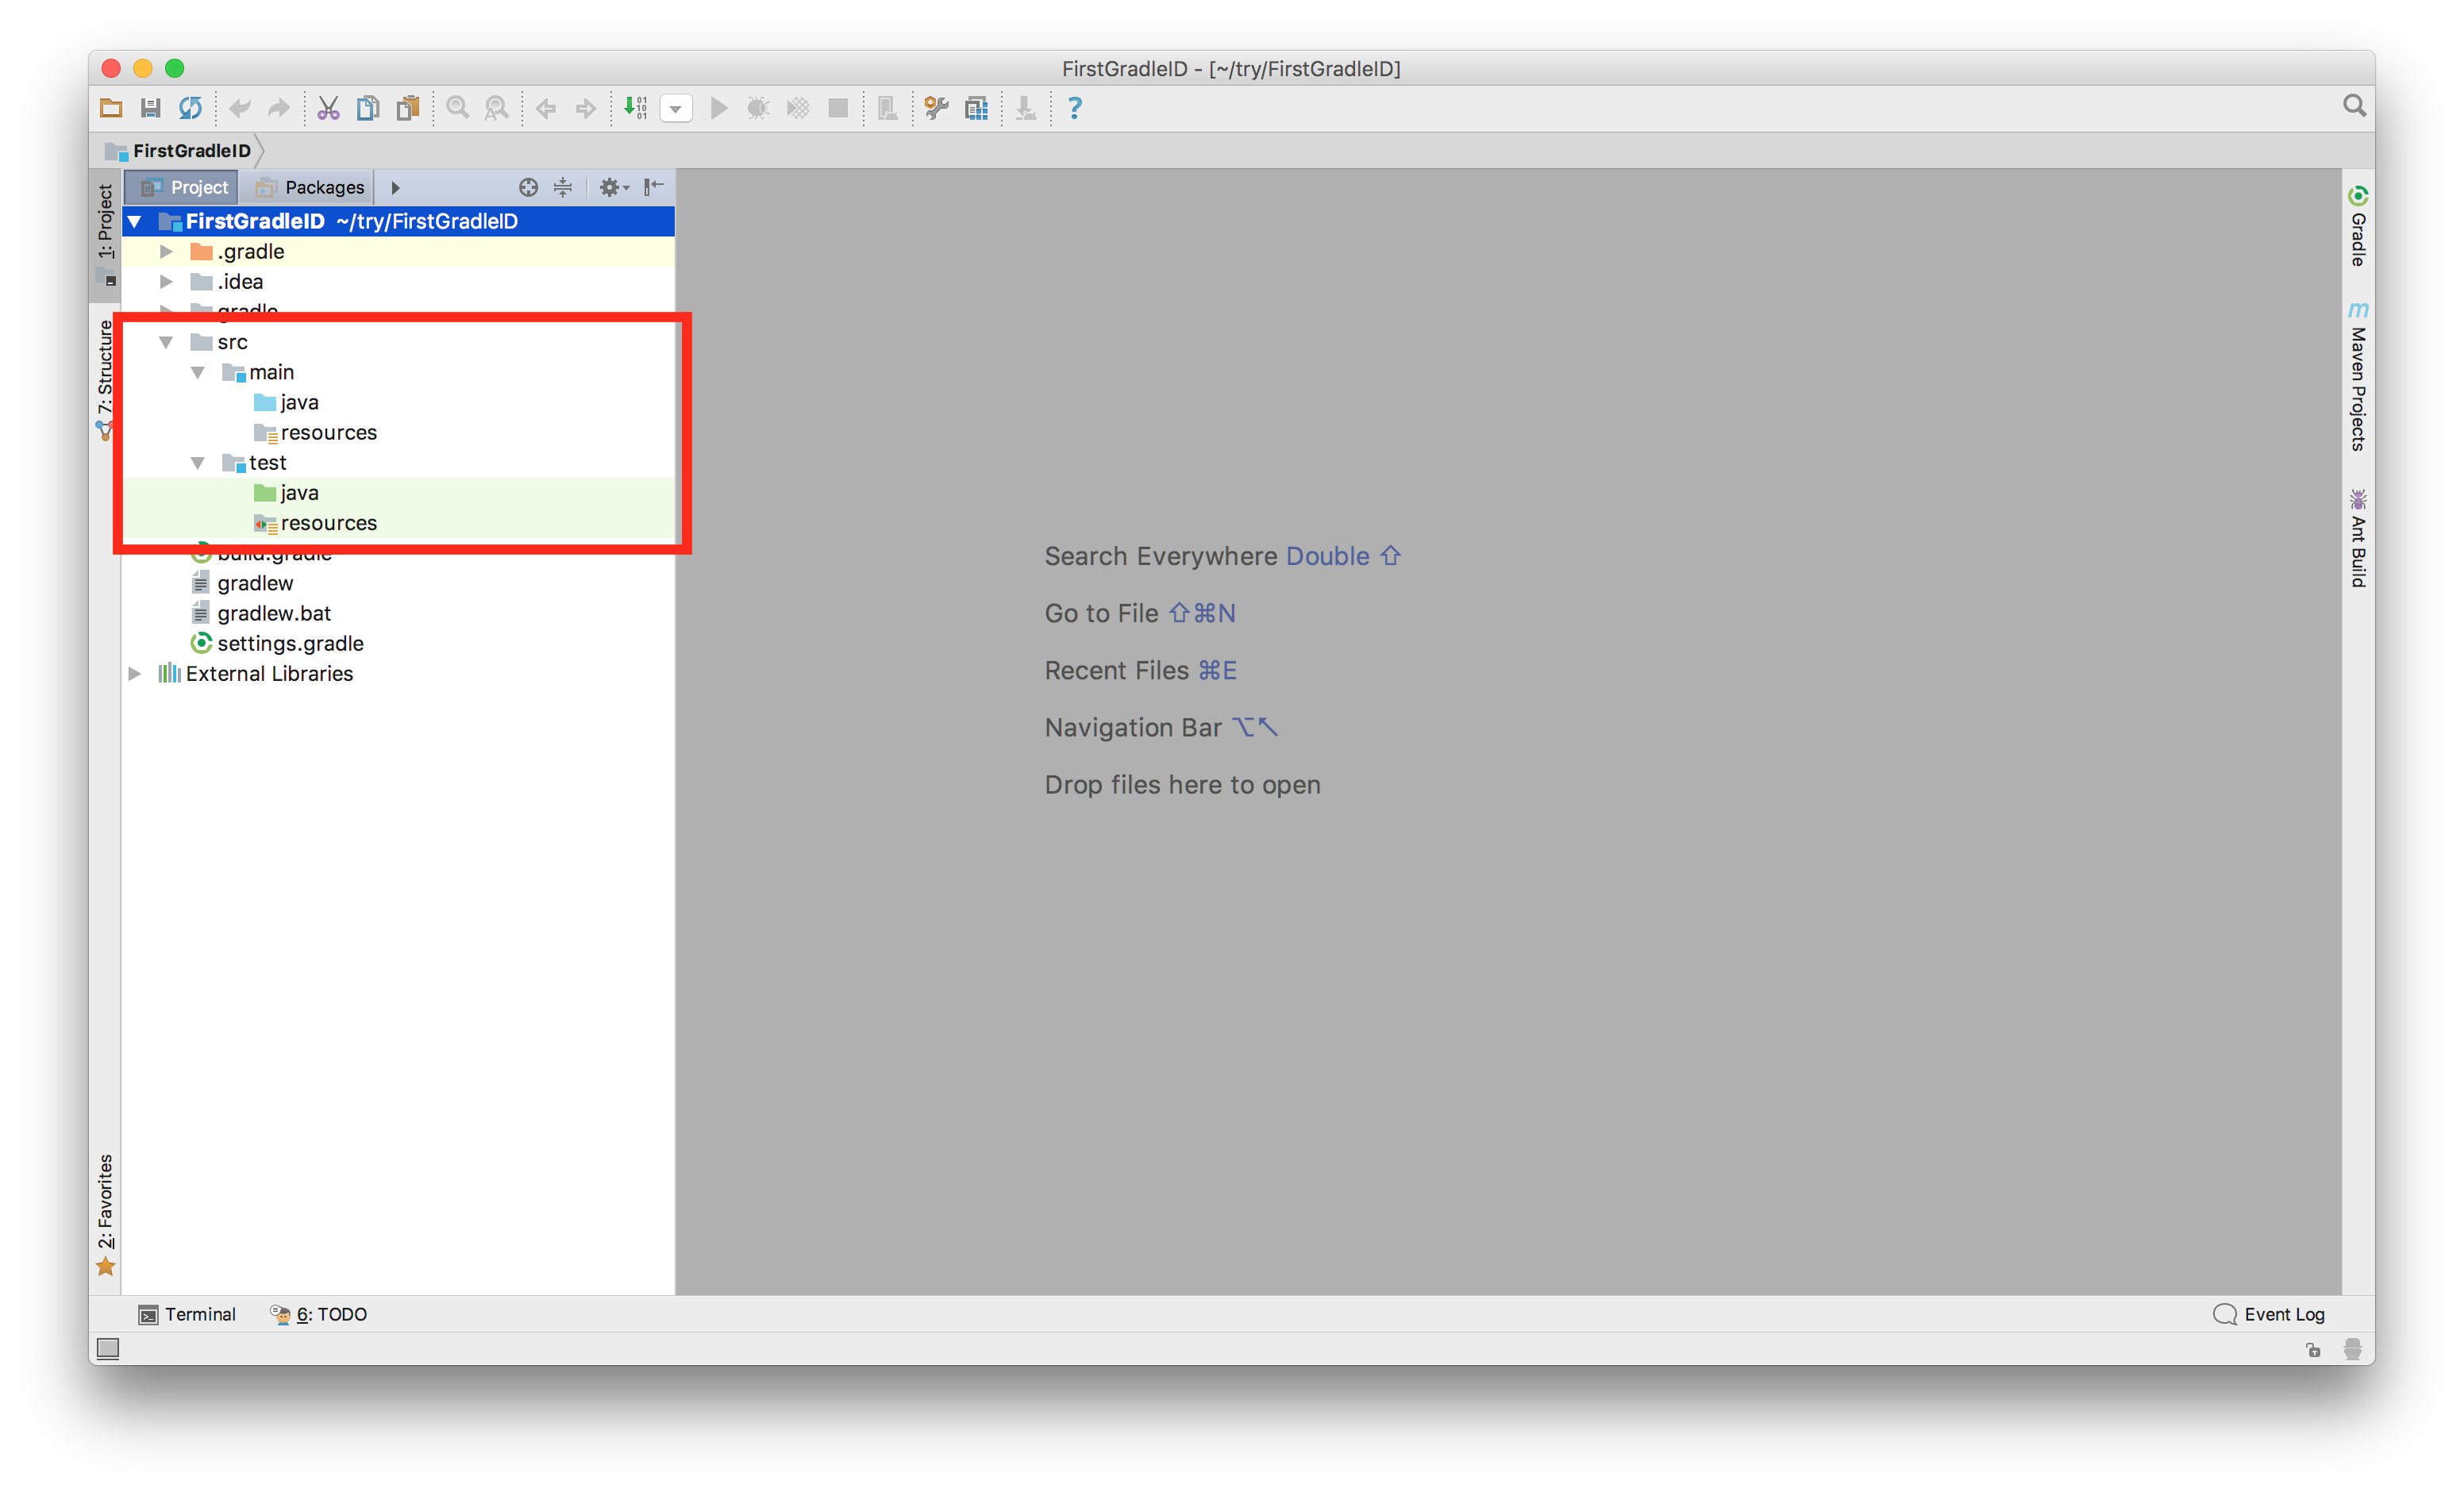 FirstGradleID - [~/try/FirstGradleID]
FirstGradleID
1: Project
Project
Packages
FirstGradleID ~/try/FirstGradleID
.gradle
.idea
gradle
src
main
java
resources
test
java
resources
build.gradle
gradlew
gradlew.bat
settings.gradle
External Libraries
7: Structure
2: Favorites
Search Everywhere Double ⇧
Go to File ⇧⌘N
Recent Files ⌘E
Navigation Bar ⌥↖
Drop files here to open
Gradle
Maven Projects
Ant Build
Terminal
6: TODO
Event Log